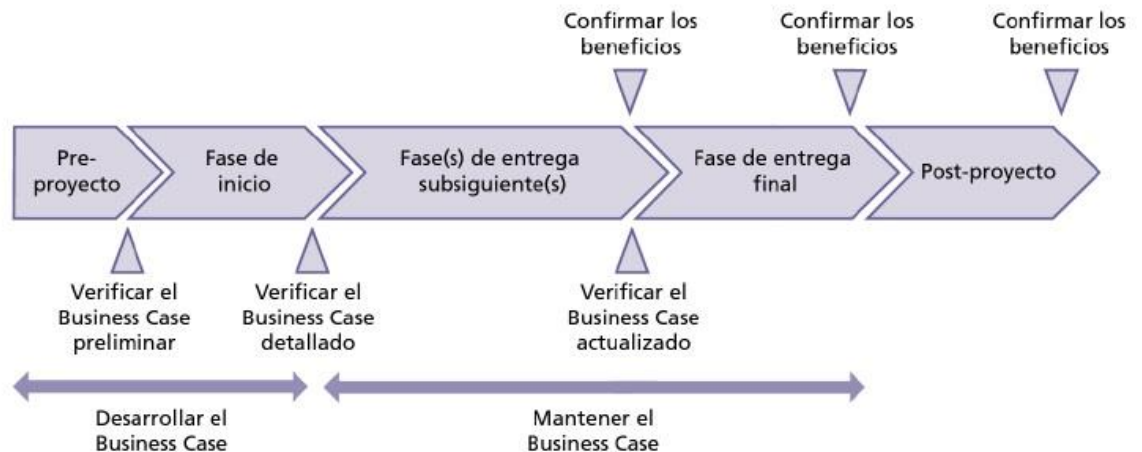 Confirmar los
beneficios
Confirmar los
beneficios
Confirmar los
beneficios
Pre-
proyecto
Fase de
inicio
Fase(s) de entrega
subsiguiente(s)
Fase de entrega
final
Post-proyecto
Verificar el
Business Case
preliminar
Verificar el
Business Case
detallado
Verificar el
Business Case
actualizado
Desarrollar el
Business Case
Mantener el
Business Case